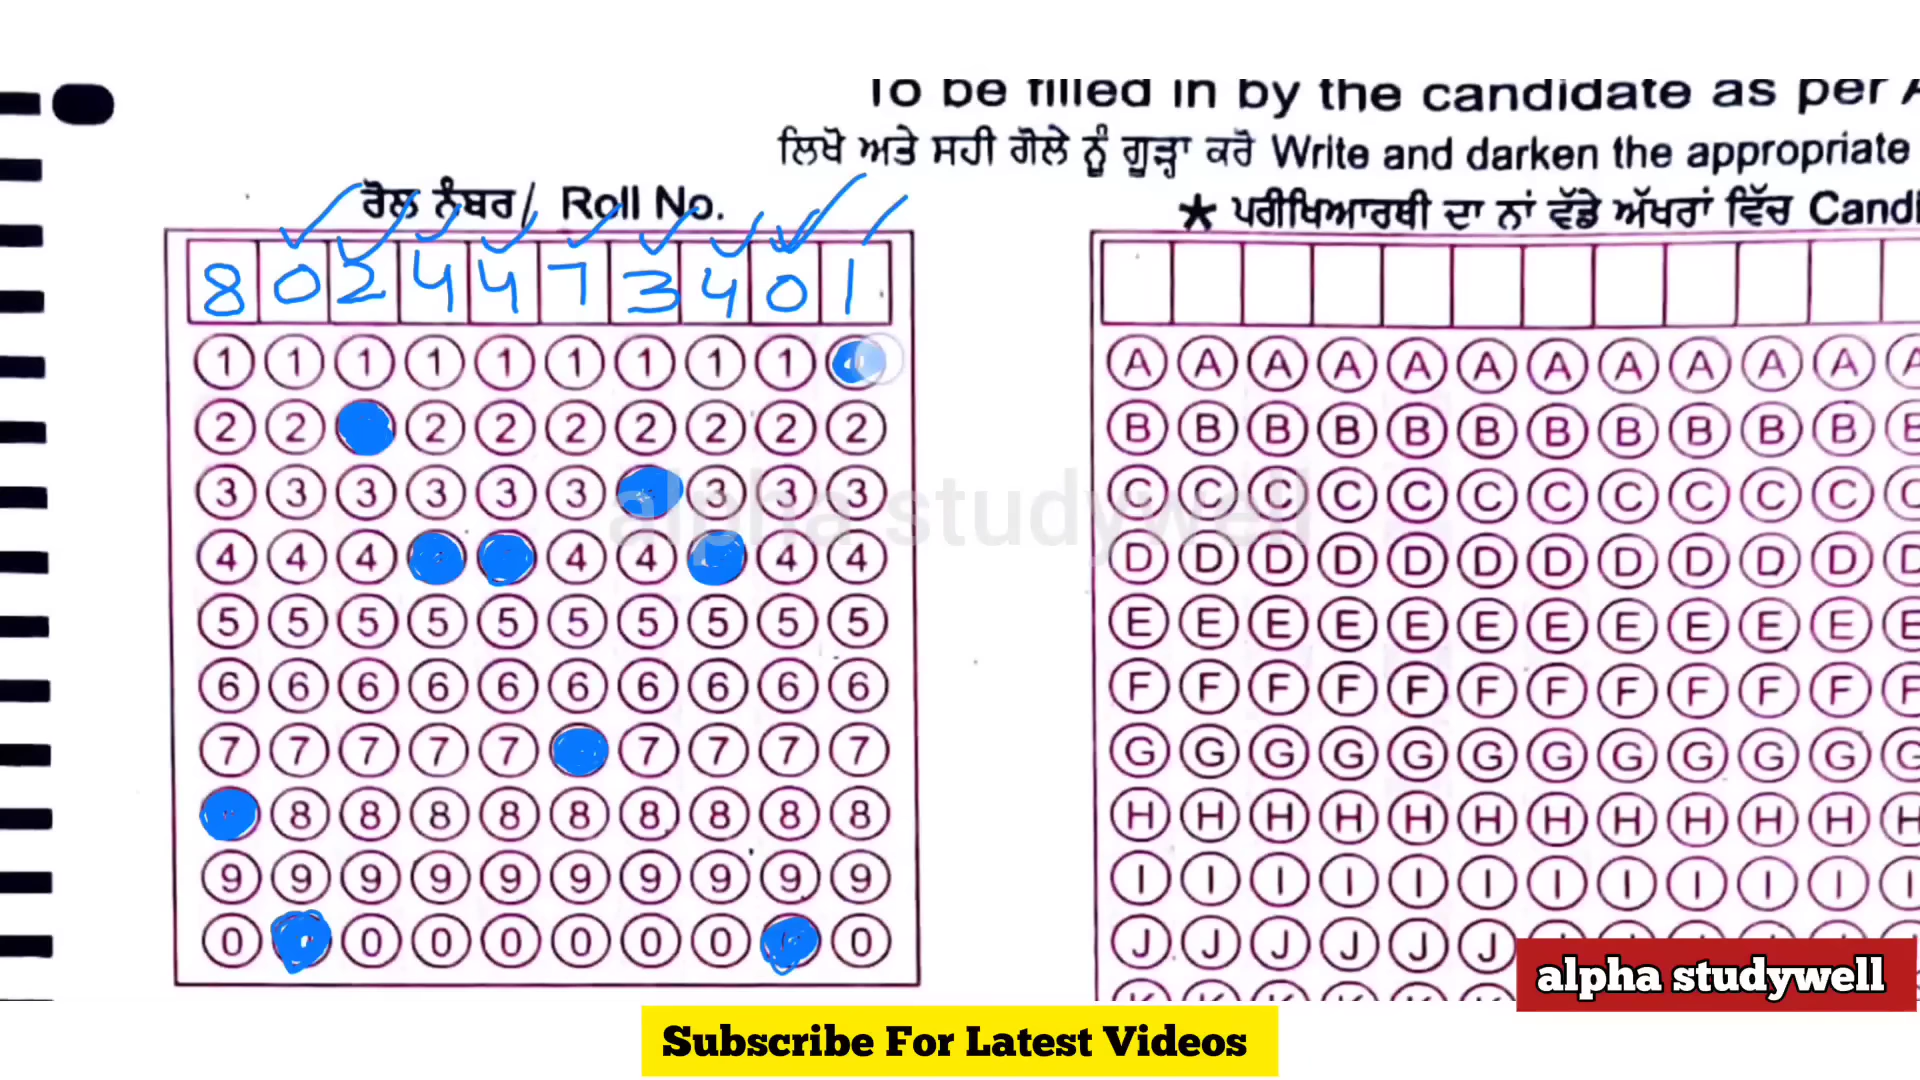 To be filled in by the candidate as per
ਲਿਖੋ ਅਤੇ ਸਹੀ ਗੋਲੇ ਨੂੰ ਗੂੜ੍ਹਾ ਕਰੋ Write and darken the appropriate
ਰੋਲ ਨੰਬਰ/ Roll No.
★ ਪਰੀਖਿਆਰਥੀ ਦਾ ਨਾਂ ਵੱਡੇ ਅੱਖਰਾਂ ਵਿੱਚ Candi
8 0 2 4 4 7 3 4 0 1
1 1 1 1 1 1 1 1 1
2 2 2 2 2 2 2 2 2
3 3 3 3 3 3 3 3 3
4 4 4 4 4 4 4
5 5 5 5 5 5 5 5 5 5
6 6 6 6 6 6 6 6 6 6
7 7 7 7 7 7 7 7 7
8 8 8 8 8 8 8 8 8
9 9 9 9 9 9 9 9 9 9
0 0 0 0 0 0 0 0
A A A A A A A A A A A A
B B B B B B B B B B B B
C C C C C C C C C C C C
D D D D D D D D D D D D
E E E E E E E E E E E E
F F F F F F F F F F F F
G G G G G G G G G G G G
H H H H H H H H H H H H
I I I I I I I I I I I I
J J J J J J
alpha studywell
alpha studywell
Subscribe For Latest Videos